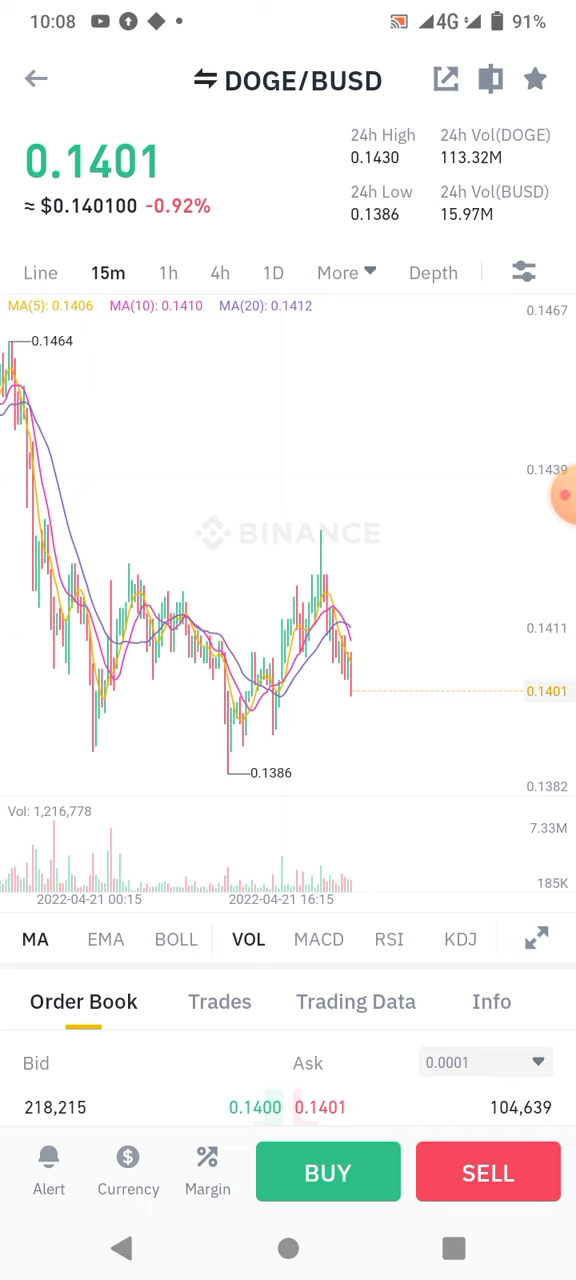 10:08 4G 91%
DOGE/BUSD
0.1401
≈ $0.140100 -0.92%
24h High 24h Vol(DOGE)
0.1430 113.32M
24h Low 24h Vol(BUSD)
0.1386 15.97M
Line 15m 1h 4h 1D More Depth
MA(5): 0.1406 MA(10): 0.1410 MA(20): 0.1412
0.1467
0.1464
0.1439
BINANCE
0.1411
0.1401
0.1386
0.1382
Vol: 1,216,778
7.33M
185K
2022-04-21 00:15 2022-04-21 16:15
MA EMA BOLL VOL MACD RSI KDJ
Order Book Trades Trading Data Info
Bid Ask 0.0001
218,215 0.1400 0.1401 104,639
Alert Currency Margin BUY SELL